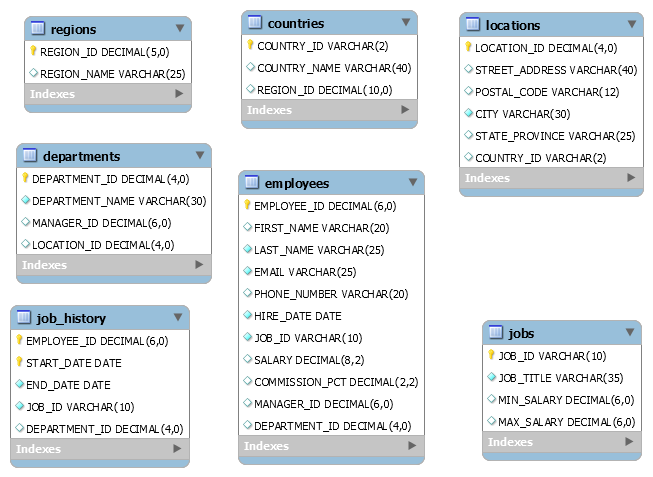 regions
REGION_ID DECIMAL(5,0)
REGION_NAME VARCHAR(25)
Indexes
countries
COUNTRY_ID VARCHAR(2)
COUNTRY_NAME VARCHAR(40)
REGION_ID DECIMAL(10,0)
Indexes
locations
LOCATION_ID DECIMAL(4,0)
STREET_ADDRESS VARCHAR(40)
POSTAL_CODE VARCHAR(12)
CITY VARCHAR(30)
STATE_PROVINCE VARCHAR(25)
COUNTRY_ID VARCHAR(2)
Indexes
departments
DEPARTMENT_ID DECIMAL(4,0)
DEPARTMENT_NAME VARCHAR(30)
MANAGER_ID DECIMAL(6,0)
LOCATION_ID DECIMAL(4,0)
Indexes
employees
EMPLOYEE_ID DECIMAL(6,0)
FIRST_NAME VARCHAR(20)
LAST_NAME VARCHAR(25)
EMAIL VARCHAR(25)
PHONE_NUMBER VARCHAR(20)
HIRE_DATE DATE
JOB_ID VARCHAR(10)
SALARY DECIMAL(8,2)
COMMISSION_PCT DECIMAL(2,2)
MANAGER_ID DECIMAL(6,0)
DEPARTMENT_ID DECIMAL(4,0)
Indexes
job_history
EMPLOYEE_ID DECIMAL(6,0)
START_DATE DATE
END_DATE DATE
JOB_ID VARCHAR(10)
DEPARTMENT_ID DECIMAL(4,0)
Indexes
jobs
JOB_ID VARCHAR(10)
JOB_TITLE VARCHAR(35)
MIN_SALARY DECIMAL(6,0)
MAX_SALARY DECIMAL(6,0)
Indexes